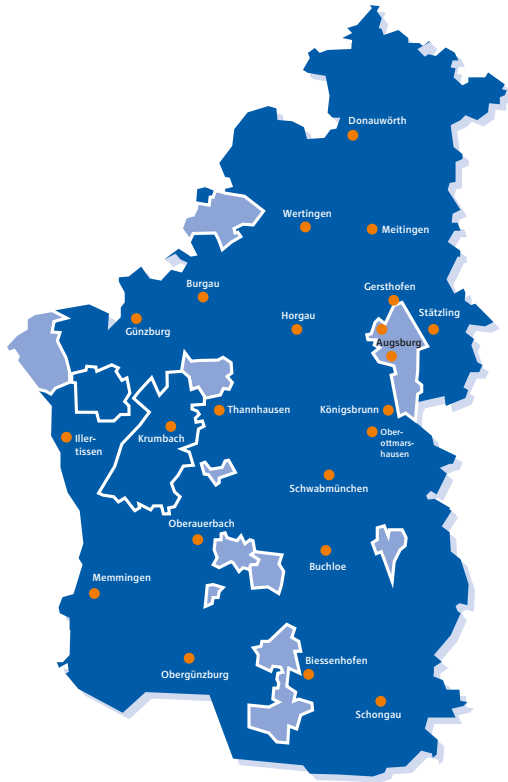 Donauwörth
Wertingen
Meitingen
Burgau
Gersthofen
Günzburg
Horgau
Stätzling
Augsburg
Thannhausen
Königsbrunn
Krumbach
Iller-
tissen
Ober-
ottmars-
hausen
Schwabmünchen
Oberauerbach
Buchloe
Memmingen
Obergünzburg
Biessenhofen
Schongau